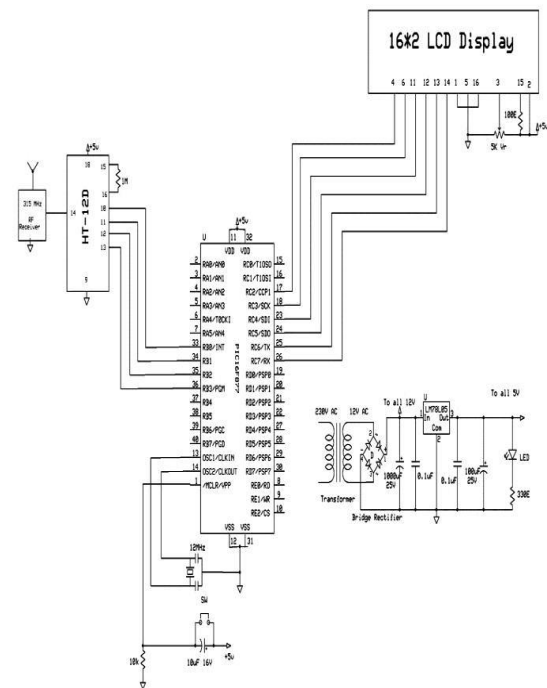 16*2 LCD Display
4 6 11 12 13 14 1 5 16 3 15 2
100E
5K Vr
+5v
+5v
18
15
1M
16
315 MHz
RF
Receiver
14
HT-12D
10
11
12
13
9
+5v
U
11 32
VDD VDD
2 RA0/AN0
3 RA1/AN1
4 RA2/AN2
5 RA3/AN3
6 RA4/T0CKI
7 RA5/AN4
33 RB0/INT
34 RB1
35 RB2
36 RB3/PGM
37 RB4
38 RB5
39 RB6/PGC
40 RB7/PGD
13 OSC1/CLKIN
14 OSC2/CLKOUT
1 /MCLR/VPP
PIC16F877
RC0/T1OSO 15
RC1/T1OSI 16
RC2/CCP1 17
RC3/SCK 18
RC4/SDI 23
RC5/SDO 24
RC6/TX 25
RC7/RX 26
RD0/PSP0 19
RD1/PSP1 20
RD2/PSP2 21
RD3/PSP3 22
RD4/PSP4 27
RD5/PSP5 28
RD6/PSP6 29
RD7/PSP7 30
RE0/RD 8
RE1/WR 9
RE2/CS 10
VSS VSS
12 31
12MHz
SW
10k
10uF 16V
+5v
230V AC 12V AC
Transformer
D
Bridge Rectifier
To all 12V
1000uF
25V
0.1uF
U
LM78L05
1 In Out 3
Com
2
0.1uF
100uF
25V
To all 5V
LED
330E